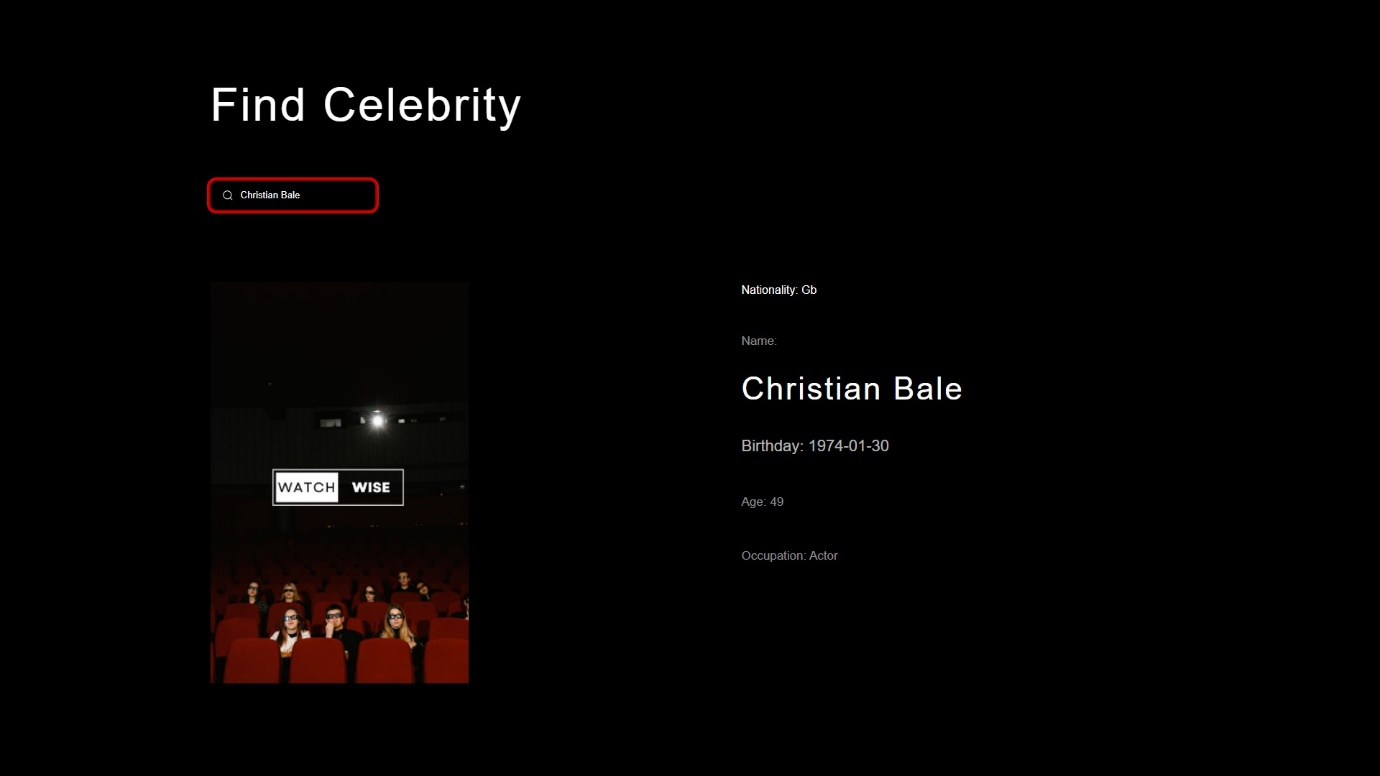 Find Celebrity
Christian Bale
Nationality: Gb
Name:
Christian Bale
Birthday: 1974-01-30
Age: 49
Occupation: Actor
WATCH WISE